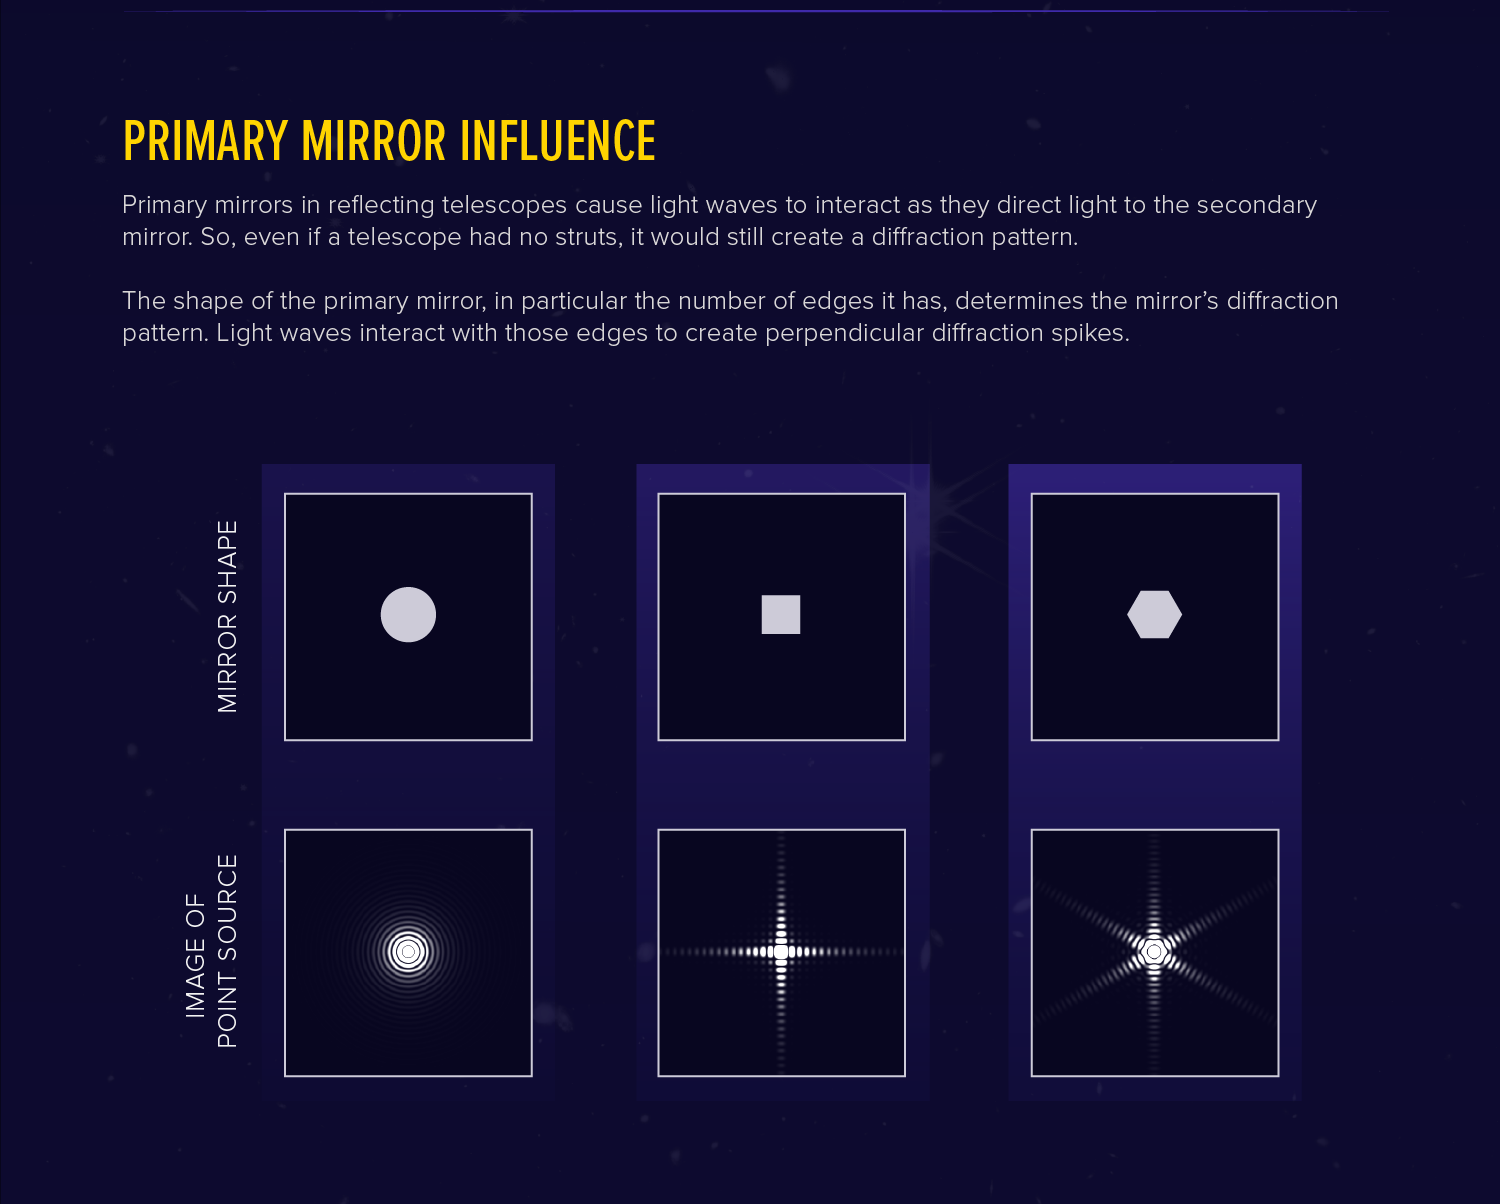 PRIMARY MIRROR INFLUENCE
Primary mirrors in reflecting telescopes cause light waves to interact as they direct light to the secondary
mirror. So, even if a telescope had no struts, it would still create a diffraction pattern.
The shape of the primary mirror, in particular the number of edges it has, determines the mirror’s diffraction
pattern. Light waves interact with those edges to create perpendicular diffraction spikes.
MIRROR SHAPE
IMAGE OF
POINT SOURCE